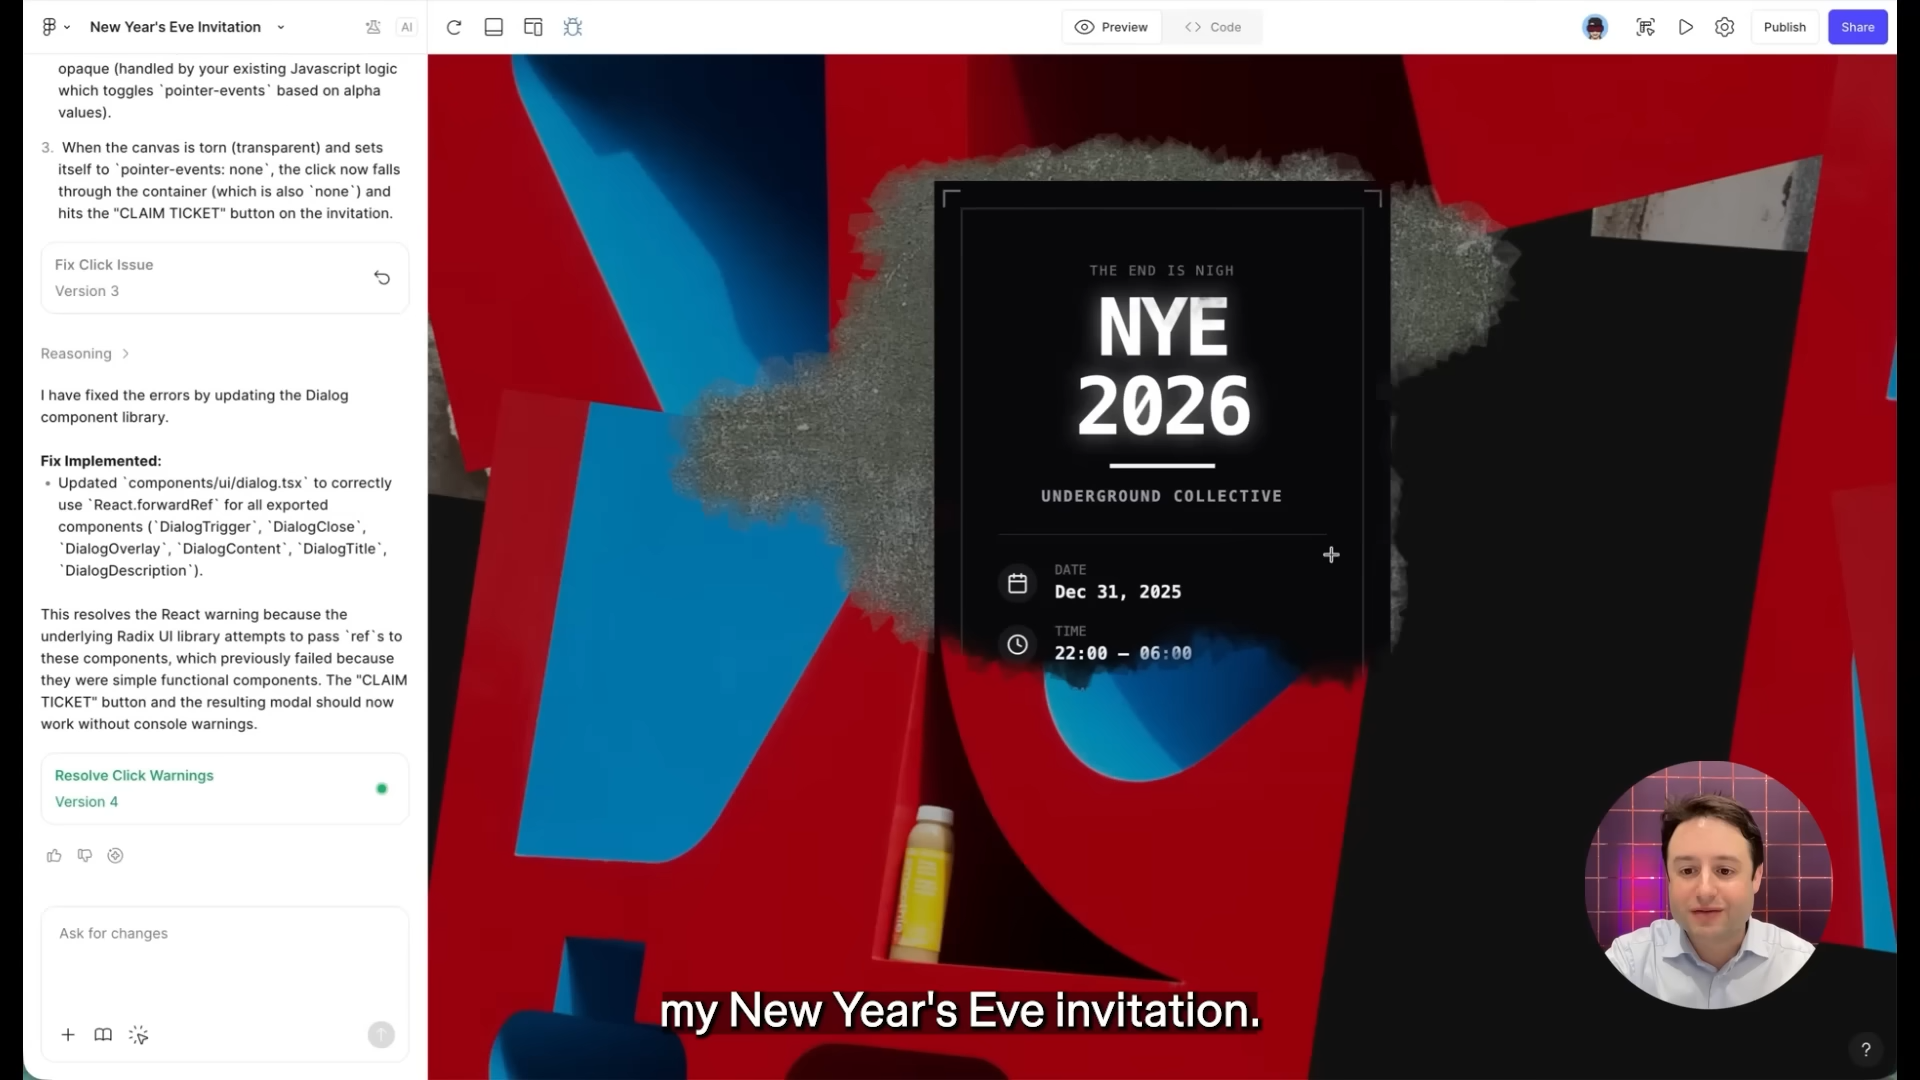 New Year's Eve Invitation
AI
Preview
Code
Publish
Share
opaque (handled by your existing Javascript logic
which toggles `pointer-events` based on alpha
values).
3. When the canvas is torn (transparent) and sets
itself to `pointer-events: none`, the click now falls
through the container (which is also `none`) and
hits the "CLAIM TICKET" button on the invitation.
Fix Click Issue
Version 3
Reasoning
I have fixed the errors by updating the Dialog
component library.
Fix Implemented:
• Updated `components/ui/dialog.tsx` to correctly
use `React.forwardRef` for all exported
components (`DialogTrigger`, `DialogClose`,
`DialogOverlay`, `DialogContent`, `DialogTitle`,
`DialogDescription`).
This resolves the React warning because the
underlying Radix UI library attempts to pass `ref`s to
these components, which previously failed because
they were simple functional components. The "CLAIM
TICKET" button and the resulting modal should now
work without console warnings.
Resolve Click Warnings
Version 4
Ask for changes
THE END IS NIGH
NYE
2026
UNDERGROUND COLLECTIVE
DATE
Dec 31, 2025
TIME
22:00 — 06:00
my New Year's Eve invitation.
?